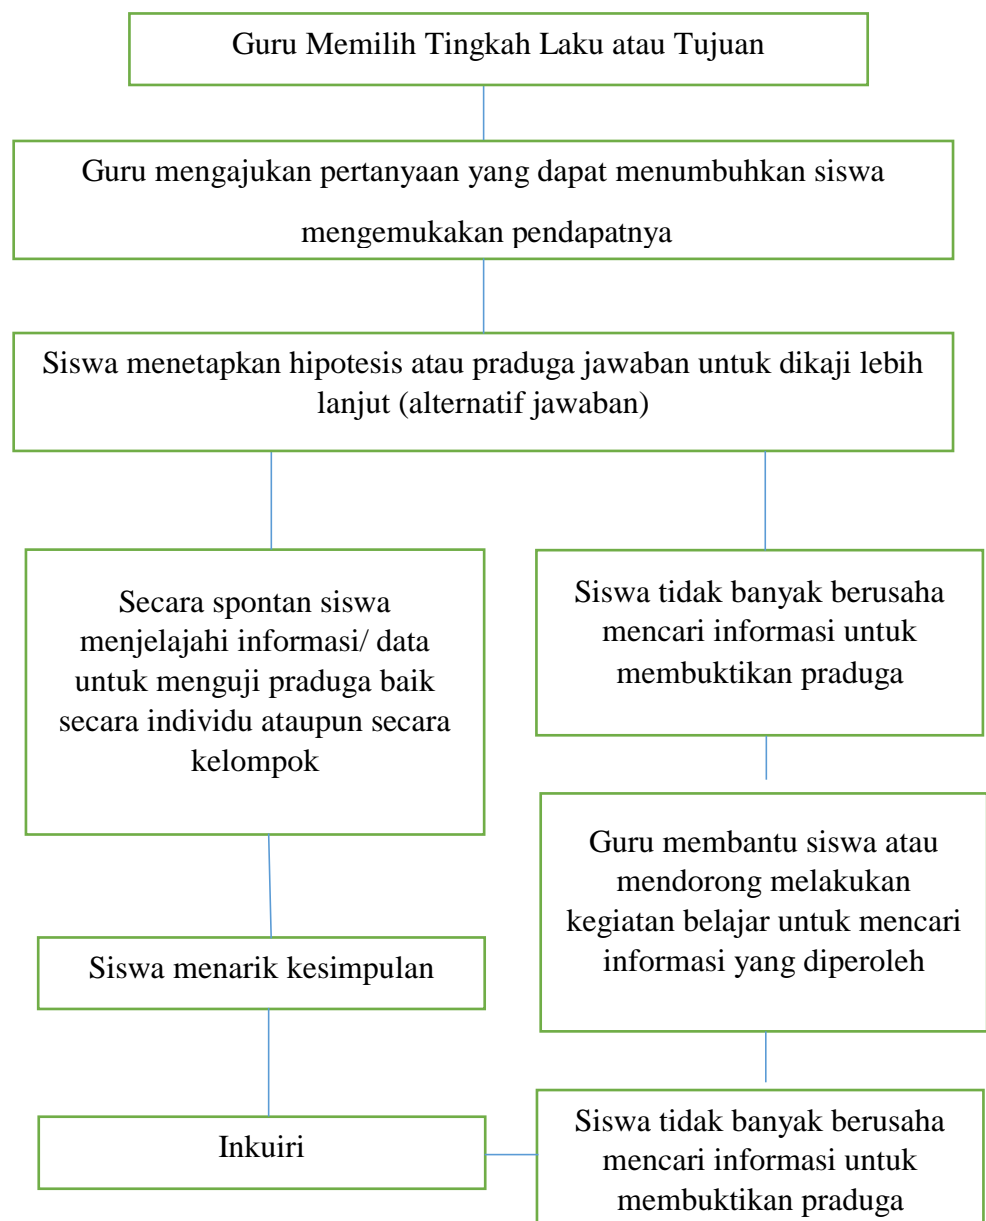 Guru Memilih Tingkah Laku atau Tujuan
Guru mengajukan pertanyaan yang dapat menumbuhkan siswa
mengemukakan pendapatnya
Siswa menetapkan hipotesis atau praduga jawaban untuk dikaji lebih
lanjut (alternatif jawaban)
Secara spontan siswa
menjelajahi informasi/ data
untuk menguji praduga baik
secara individu ataupun secara
kelompok
Siswa menarik kesimpulan
Inkuiri
Siswa tidak banyak berusaha
mencari informasi untuk
membuktikan praduga
Guru membantu siswa atau
mendorong melakukan
kegiatan belajar untuk mencari
informasi yang diperoleh
Siswa tidak banyak berusaha
mencari informasi untuk
membuktikan praduga